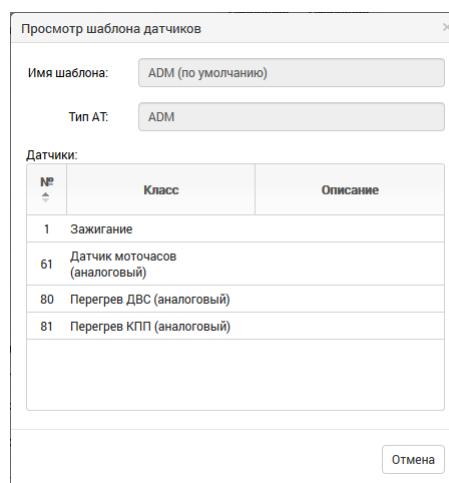 Просмотр шаблона датчиков ×
Имя шаблона: ADM (по умолчанию)
Тип АТ: ADM
Датчики:
№ Класс Описание
1 Зажигание
61 Датчик моточасов
(аналоговый)
80 Перегрев ДВС (аналоговый)
81 Перегрев КПП (аналоговый)
Отмена